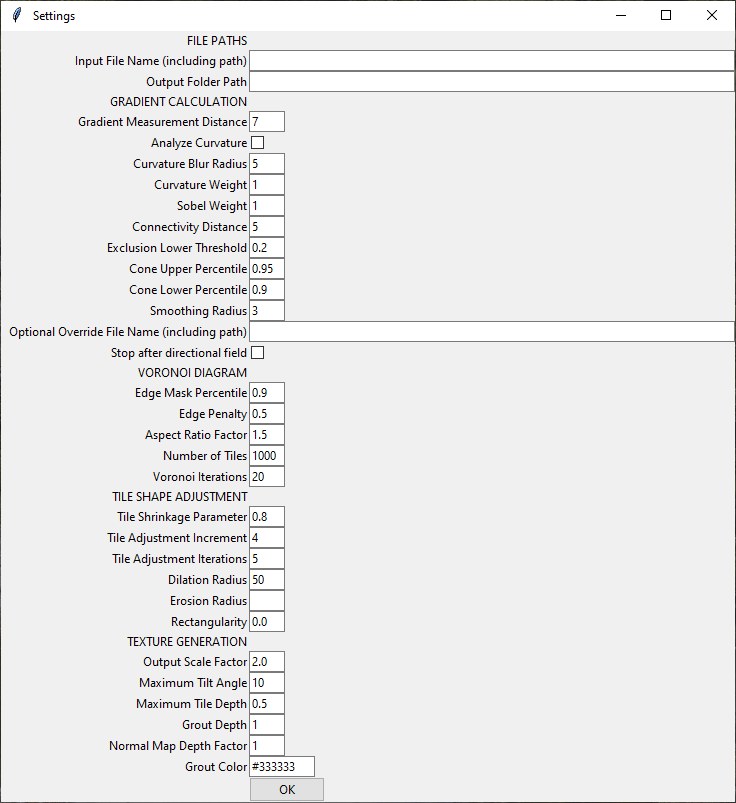 Settings
FILE PATHS
Input File Name (including path)
Output Folder Path
GRADIENT CALCULATION
Gradient Measurement Distance 7
Analyze Curvature
Curvature Blur Radius 5
Curvature Weight 1
Sobel Weight 1
Connectivity Distance 5
Exclusion Lower Threshold 0.2
Cone Upper Percentile 0.95
Cone Lower Percentile 0.9
Smoothing Radius 3
Optional Override File Name (including path)
Stop after directional field
VORONOI DIAGRAM
Edge Mask Percentile 0.9
Edge Penalty 0.5
Aspect Ratio Factor 1.5
Number of Tiles 1000
Voronoi Iterations 20
TILE SHAPE ADJUSTMENT
Tile Shrinkage Parameter 0.8
Tile Adjustment Increment 4
Tile Adjustment Iterations 5
Dilation Radius 50
Erosion Radius
Rectangularity 0.0
TEXTURE GENERATION
Output Scale Factor 2.0
Maximum Tilt Angle 10
Maximum Tile Depth 0.5
Grout Depth 1
Normal Map Depth Factor 1
Grout Color #333333
OK